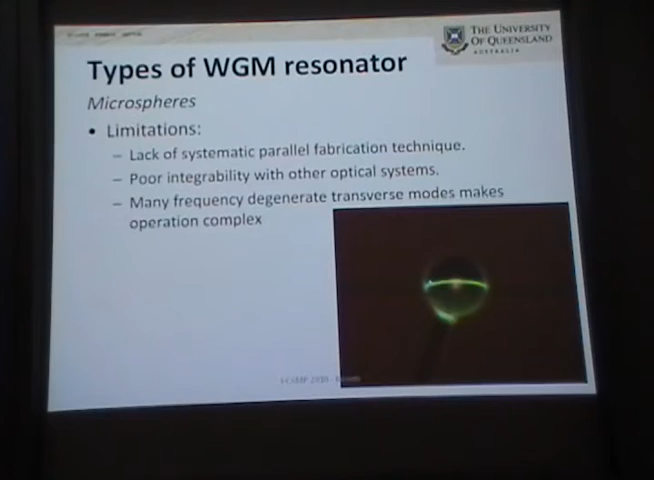 THE UNIVERSITY
OF QUEENSLAND
AUSTRALIA
Types of WGM resonator
Microspheres
• Limitations:
– Lack of systematic parallel fabrication technique.
– Poor integrability with other optical systems.
– Many frequency degenerate transverse modes makes
operation complex